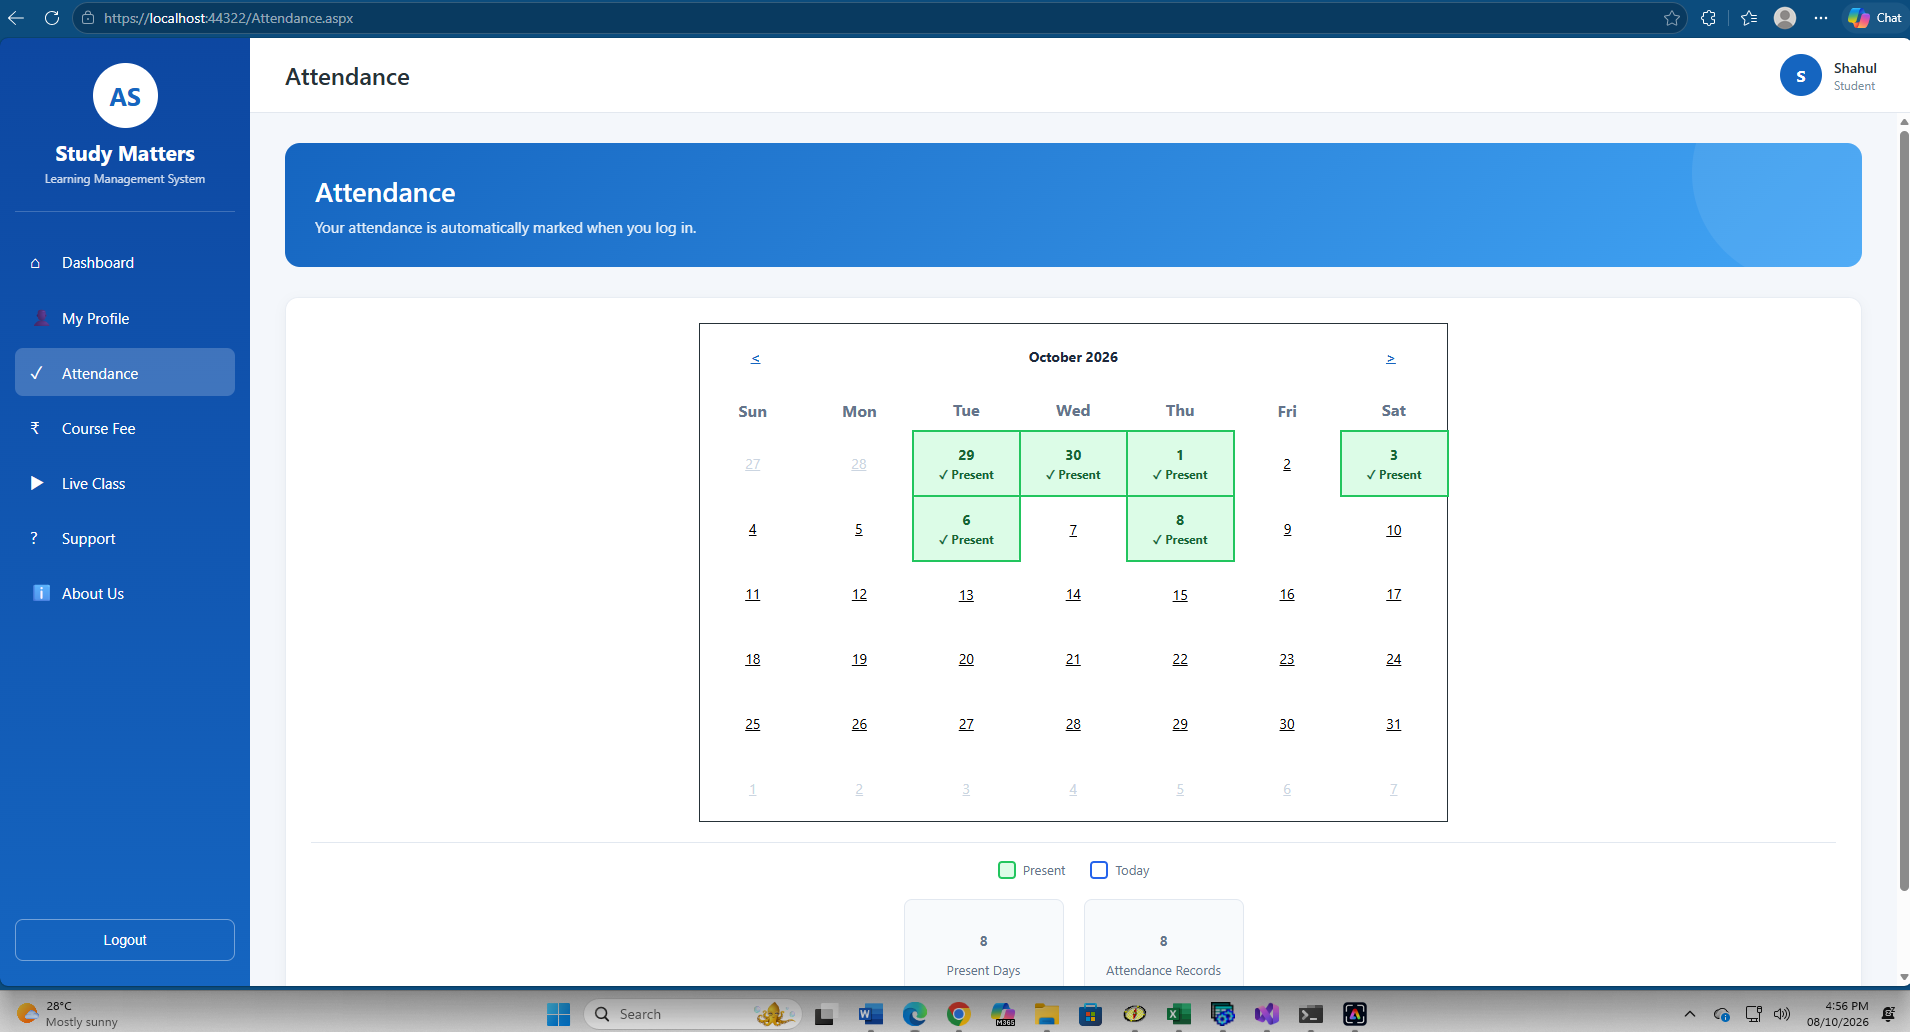 https://localhost:44322/Attendance.aspx
Chat
AS
Study Matters
Learning Management System
Dashboard
My Profile
✓ Attendance
₹ Course Fee
Live Class
? Support
i About Us
Logout
Attendance
S
Shahul
Student
Attendance
Your attendance is automatically marked when you log in.
< October 2026 >
Sun Mon Tue Wed Thu Fri Sat
27 28 29 30 1 2 3
✓ Present ✓ Present ✓ Present ✓ Present
4 5 6 7 8 9 10
✓ Present ✓ Present
11 12 13 14 15 16 17
18 19 20 21 22 23 24
25 26 27 28 29 30 31
1 2 3 4 5 6 7
Present Today
8 8
Present Days Attendance Records
28°C
Mostly sunny
Search
M365
4:56 PM
08/10/2026